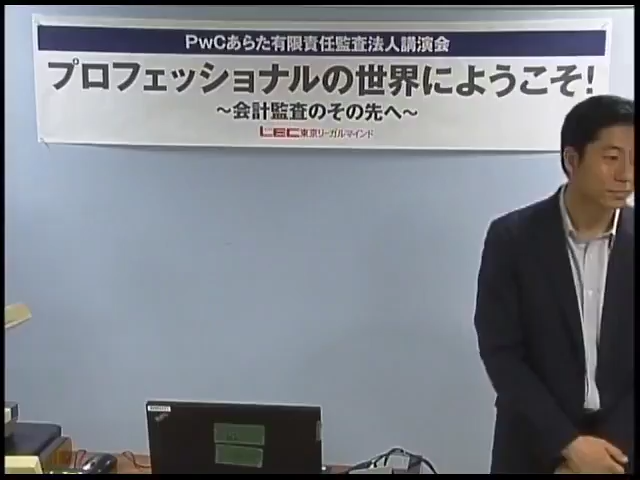 PwCあらた有限責任監査法人講演会
プロフェッショナルの世界にようこそ!
~会計監査のその先へ~
LEC東京リーガルマインド